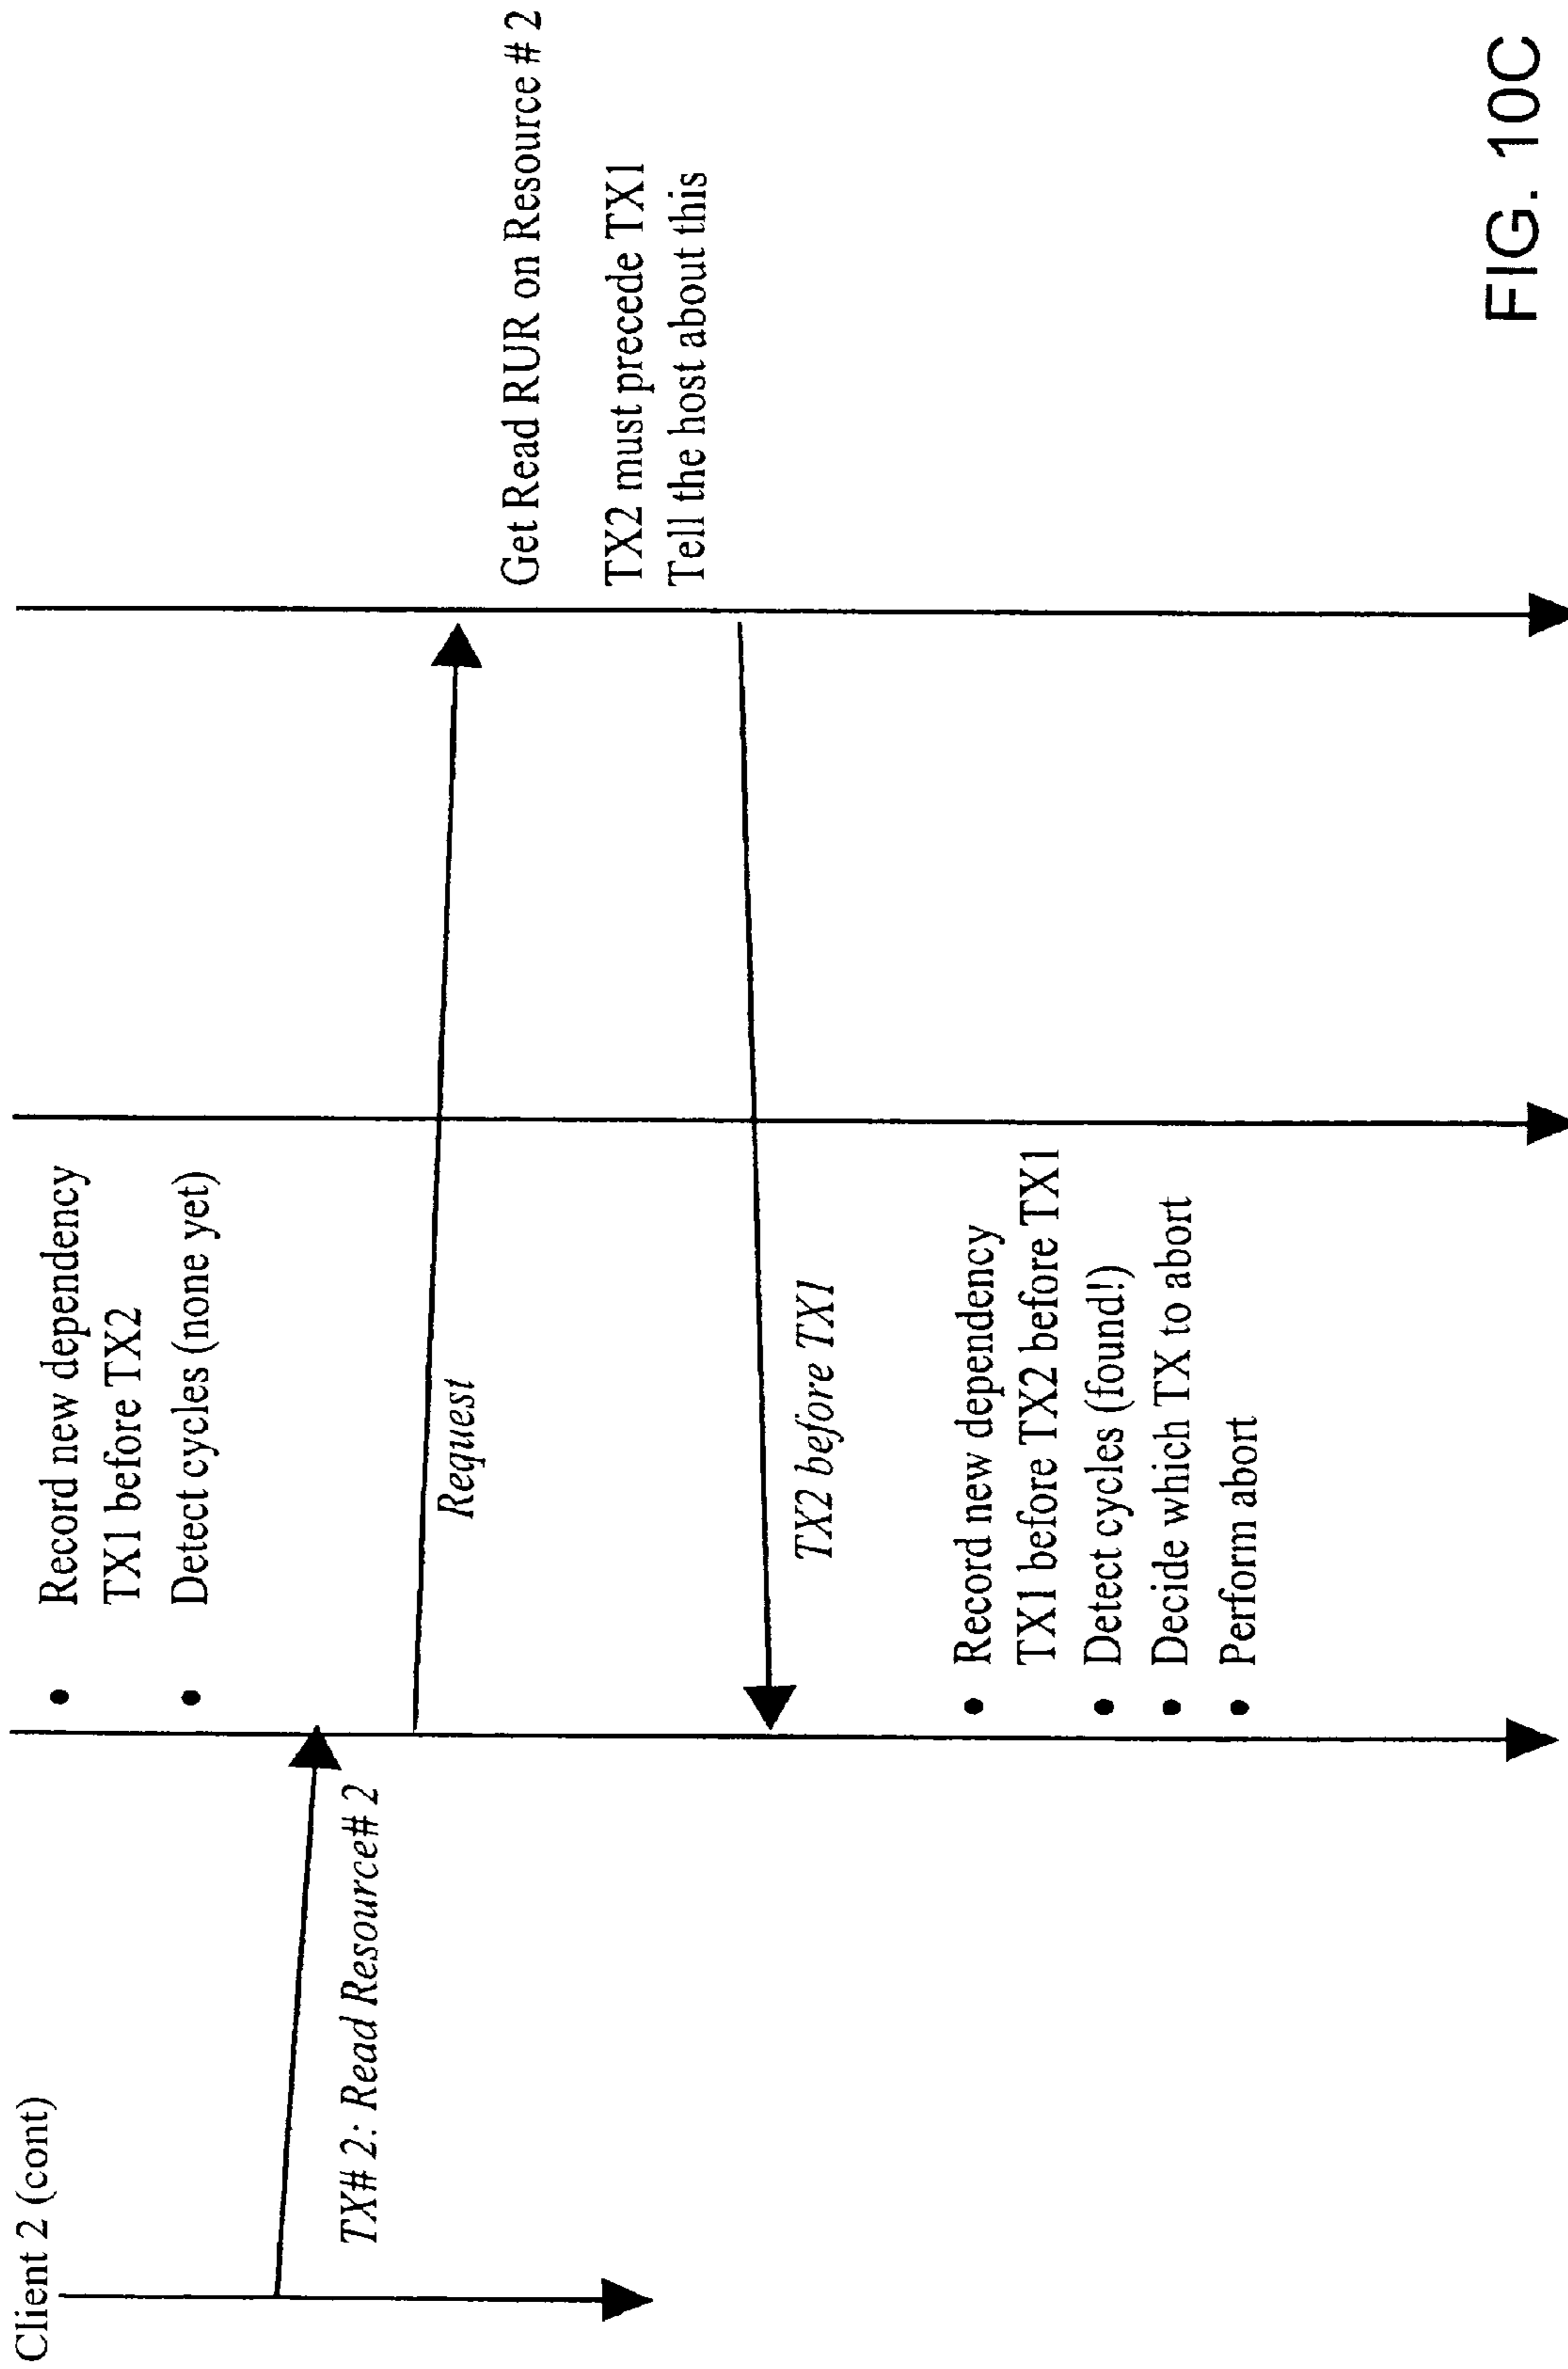 Client 2 (cont)
• Record new dependency
TX1 before TX2
• Detect cycles (none yet)
TX# 2: Read Resource# 2
Request
Get Read RUR on Resource # 2
TX2 must precede TX1
Tell the host about this
TX2 before TX1
• Record new dependency
TX1 before TX2 before TX1
• Detect cycles (found!)
• Decide which TX to abort
• Perform abort
FIG. 10C